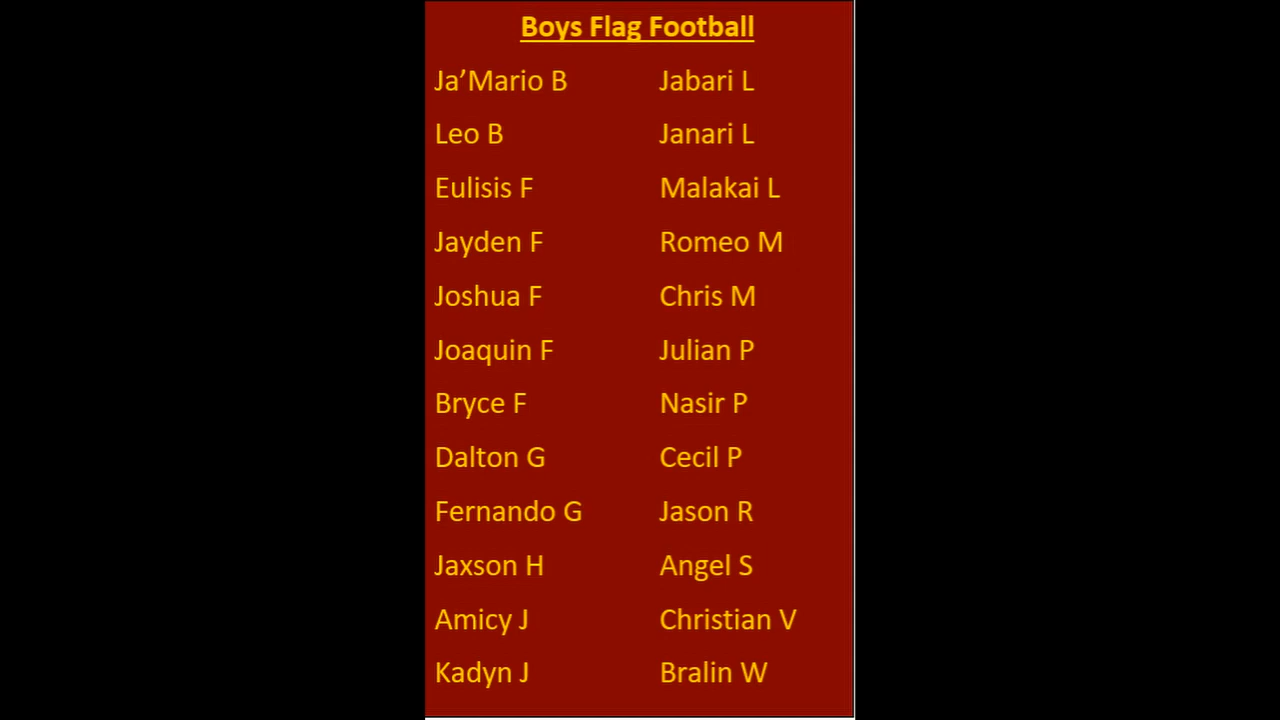 Boys Flag Football
Ja’Mario B Jabari L
Leo B Janari L
Eulisis F Malakai L
Jayden F Romeo M
Joshua F Chris M
Joaquin F Julian P
Bryce F Nasir P
Dalton G Cecil P
Fernando G Jason R
Jaxson H Angel S
Amicy J Christian V
Kadyn J Bralin W